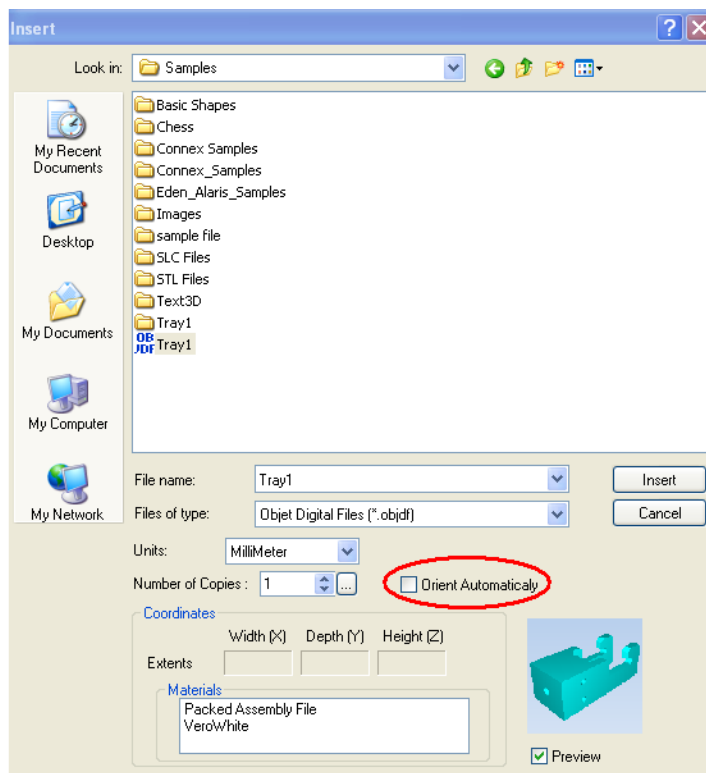 Insert
Look in: Samples
My Recent Documents
Desktop
My Documents
My Computer
My Network
Basic Shapes
Chess
Connex Samples
Connex_Samples
Eden_Alaris_Samples
Images
sample file
SLC Files
STL Files
Text3D
Tray1
OBJDF Tray1
File name: Tray1 Insert
Files of type: Objet Digital Files (*.objdf) Cancel
Units: MilliMeter
Number of Copies : 1 ... Orient Automaticaly
Coordinates
Width (X) Depth (Y) Height (Z)
Extents
Materials
Packed Assembly File
VeroWhite
Preview